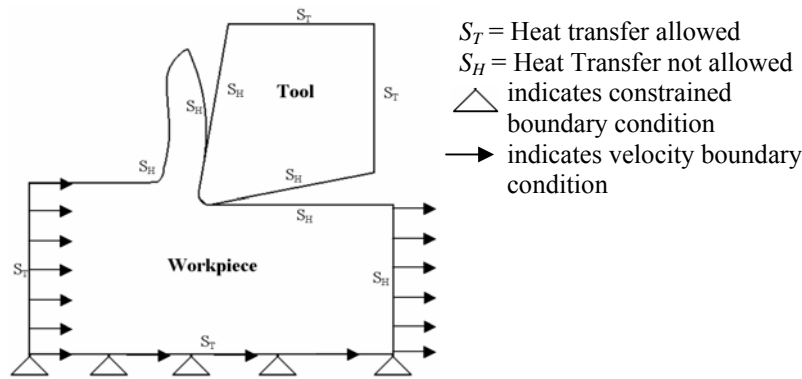 S_T
S_T = Heat transfer allowed
S_H = Heat Transfer not allowed
indicates constrained
boundary condition
indicates velocity boundary
condition
S_H
Tool
S_T
S_H
S_H
S_H
S_H
Workpiece
S_T
S_H
S_T